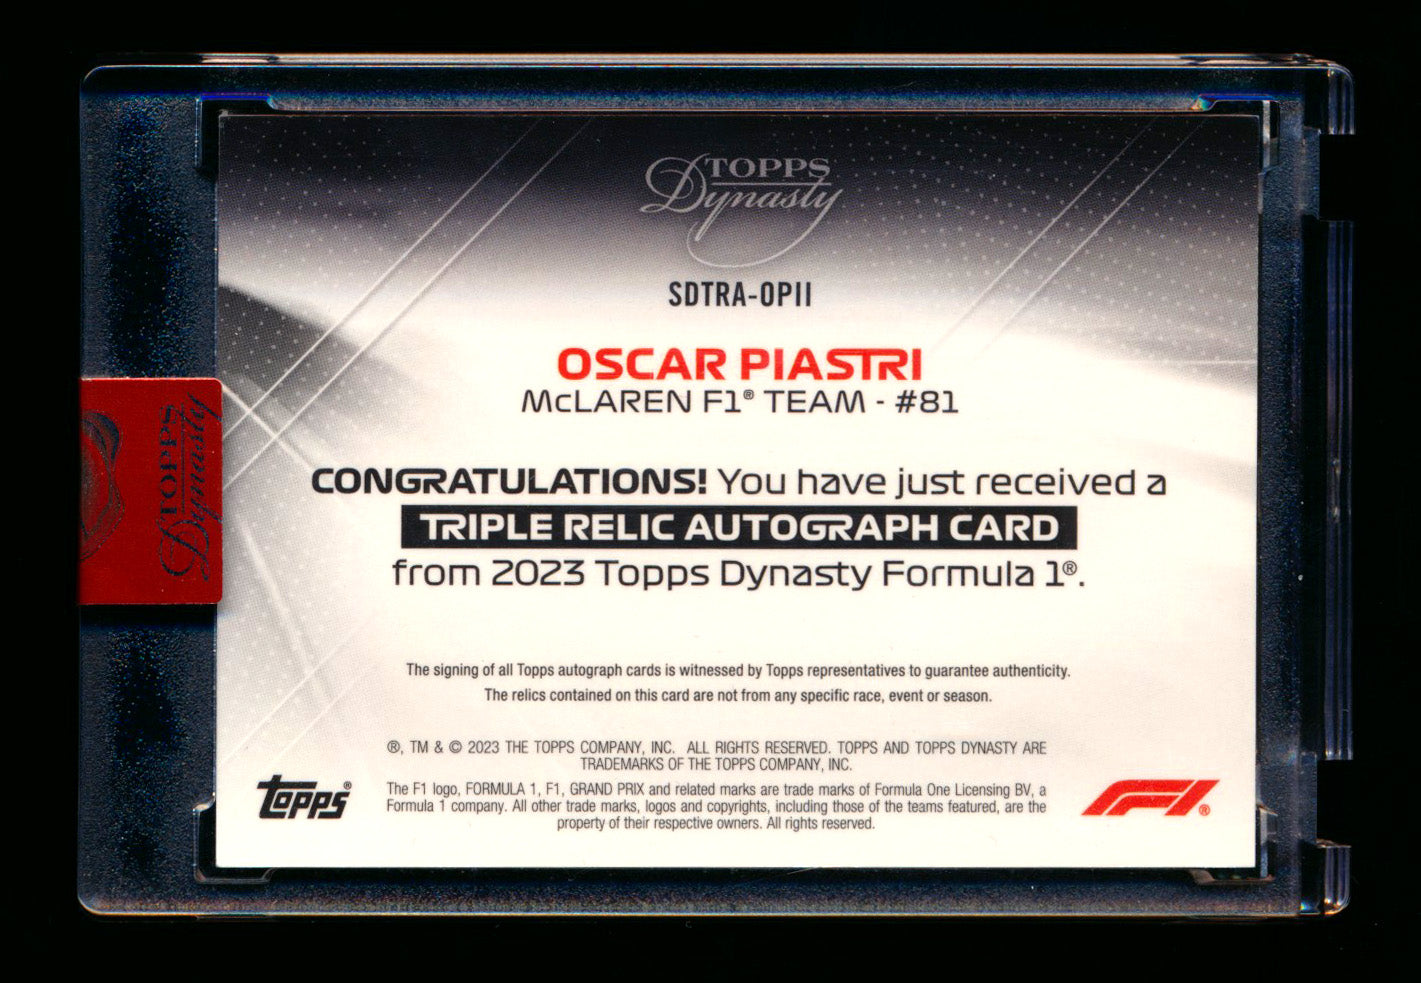 TOPPS
Dynasty
SDTRA-OPII
OSCAR PIASTRI
McLAREN F1® TEAM - #81
CONGRATULATIONS! You have just received a
TRIPLE RELIC AUTOGRAPH CARD
from 2023 Topps Dynasty Formula 1®.
The signing of all Topps autograph cards is witnessed by Topps representatives to guarantee authenticity.
The relics contained on this card are not from any specific race, event or season.
®, TM & © 2023 THE TOPPS COMPANY, INC. ALL RIGHTS RESERVED. TOPPS AND TOPPS DYNASTY ARE
TRADEMARKS OF THE TOPPS COMPANY, INC.
The F1 logo, FORMULA 1, F1, GRAND PRIX and related marks are trade marks of Formula One Licensing BV, a
Formula 1 company. All other trade marks, logos and copyrights, including those of the teams featured, are the
property of their respective owners. All rights reserved.
topps®
F1®
TOPPS
Dynasty